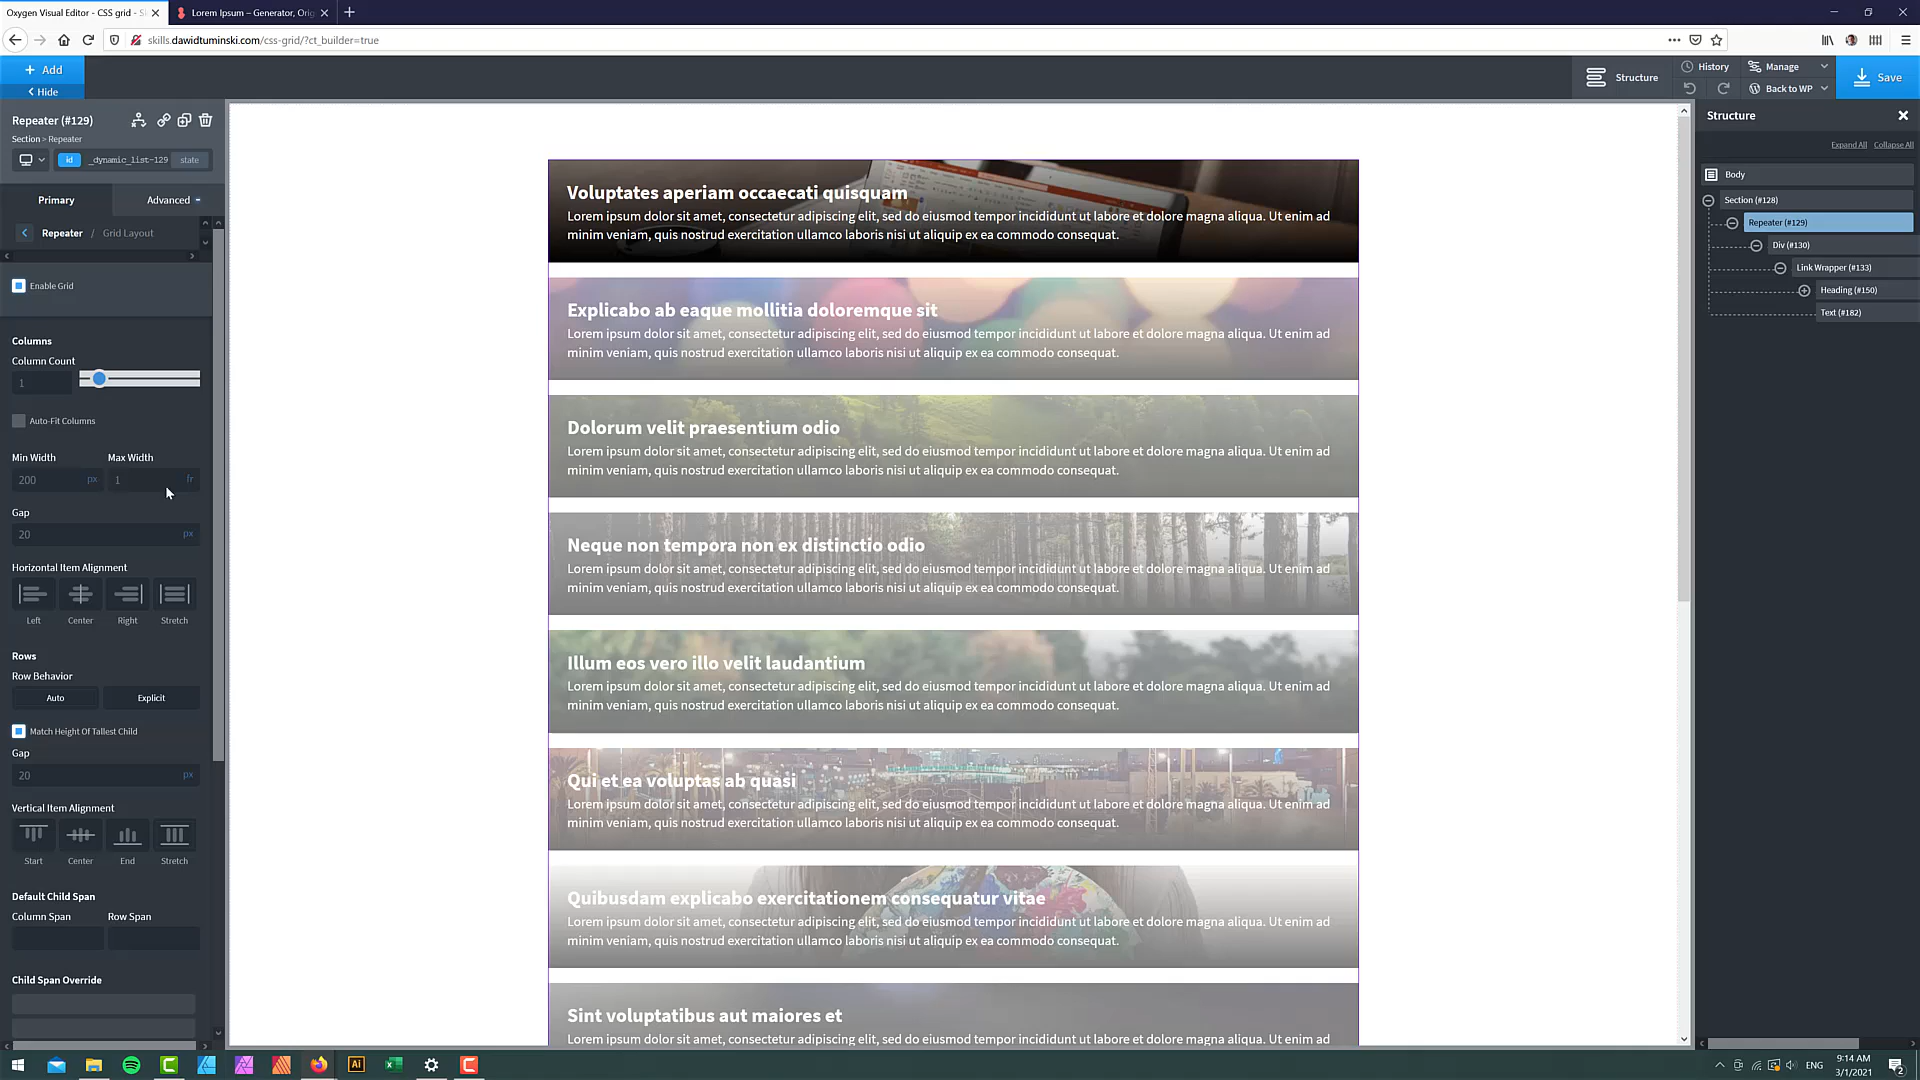 Oxygen Visual Editor - CSS grid - S
Lorem Ipsum – Generator, Ori
skills.dawidtuminski.com/css-grid/?ct_builder=true
+ Add
Hide
Structure
History
Manage
Back to WP
Save
Repeater (#129)
Section > Repeater
id
_dynamic_list-129
state
Primary
Advanced
Repeater / Grid Layout
Enable Grid
Columns
Column Count
1
Auto-Fit Columns
Min Width
Max Width
200 px
1 fr
Gap
20 px
Horizontal Item Alignment
Left
Center
Right
Stretch
Rows
Row Behavior
Auto
Explicit
Match Height Of Tallest Child
Gap
20 px
Vertical Item Alignment
Start
Center
End
Stretch
Default Child Span
Column Span
Row Span
Child Span Override
Voluptates aperiam occaecati quisquam
Lorem ipsum dolor sit amet, consectetur adipiscing elit, sed do eiusmod tempor incididunt ut labore et dolore magna aliqua. Ut enim ad
minim veniam, quis nostrud exercitation ullamco laboris nisi ut aliquip ex ea commodo consequat.
Explicabo ab eaque mollitia doloremque sit
Lorem ipsum dolor sit amet, consectetur adipiscing elit, sed do eiusmod tempor incididunt ut labore et dolore magna aliqua. Ut enim ad
minim veniam, quis nostrud exercitation ullamco laboris nisi ut aliquip ex ea commodo consequat.
Dolorum velit praesentium odio
Lorem ipsum dolor sit amet, consectetur adipiscing elit, sed do eiusmod tempor incididunt ut labore et dolore magna aliqua. Ut enim ad
minim veniam, quis nostrud exercitation ullamco laboris nisi ut aliquip ex ea commodo consequat.
Neque non tempora non ex distinctio odio
Lorem ipsum dolor sit amet, consectetur adipiscing elit, sed do eiusmod tempor incididunt ut labore et dolore magna aliqua. Ut enim ad
minim veniam, quis nostrud exercitation ullamco laboris nisi ut aliquip ex ea commodo consequat.
Illum eos vero illo velit laudantium
Lorem ipsum dolor sit amet, consectetur adipiscing elit, sed do eiusmod tempor incididunt ut labore et dolore magna aliqua. Ut enim ad
minim veniam, quis nostrud exercitation ullamco laboris nisi ut aliquip ex ea commodo consequat.
Qui et ea voluptas ab quasi
Lorem ipsum dolor sit amet, consectetur adipiscing elit, sed do eiusmod tempor incididunt ut labore et dolore magna aliqua. Ut enim ad
minim veniam, quis nostrud exercitation ullamco laboris nisi ut aliquip ex ea commodo consequat.
Quibusdam explicabo exercitationem consequatur vitae
Lorem ipsum dolor sit amet, consectetur adipiscing elit, sed do eiusmod tempor incididunt ut labore et dolore magna aliqua. Ut enim ad
minim veniam, quis nostrud exercitation ullamco laboris nisi ut aliquip ex ea commodo consequat.
Sint voluptatibus aut maiores et
Lorem ipsum dolor sit amet, consectetur adipiscing elit, sed do eiusmod tempor incididunt ut labore et dolore magna aliqua. Ut enim ad
Structure
Expand All
Collapse All
Body
Section (#128)
Repeater (#129)
Div (#130)
Link Wrapper (#133)
Heading (#150)
Text (#182)
Ai
ENG
9:14 AM
3/1/2021
2